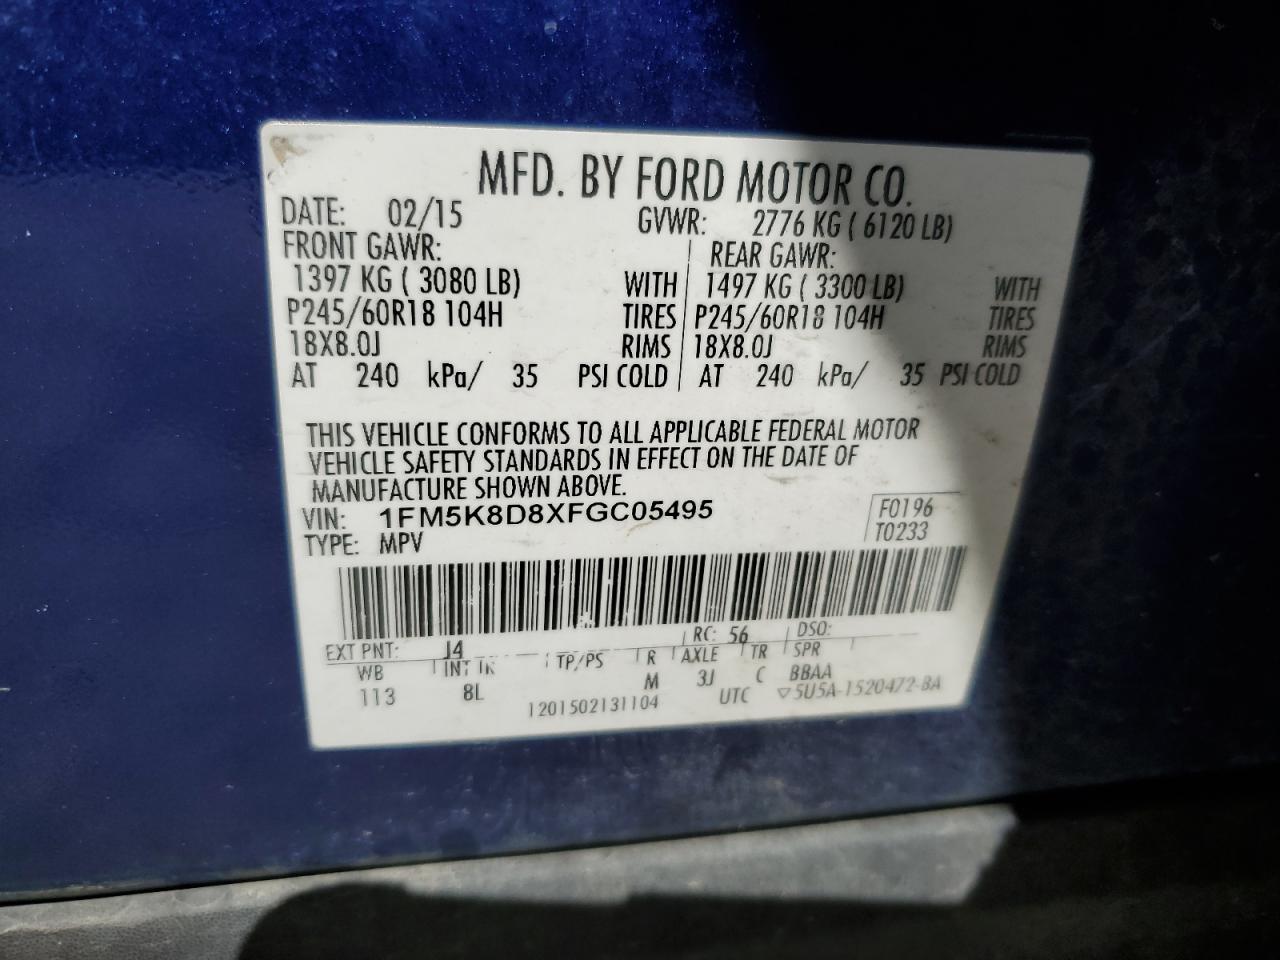 MFD. BY FORD MOTOR CO.
DATE: 02/15 GVWR: 2776 KG ( 6120 LB)
FRONT GAWR: REAR GAWR:
1397 KG ( 3080 LB) WITH 1497 KG ( 3300 LB) WITH
P245/60R18 104H TIRES P245/60R18 104H TIRES
18X8.0J RIMS 18X8.0J RIMS
AT 240 kPa/ 35 PSI COLD AT 240 kPa/ 35 PSI COLD
THIS VEHICLE CONFORMS TO ALL APPLICABLE FEDERAL MOTOR
VEHICLE SAFETY STANDARDS IN EFFECT ON THE DATE OF
MANUFACTURE SHOWN ABOVE.
VIN: 1FM5K8D8XFGC05495 F0196
TYPE: MPV T0233
EXT PNT: J4 RC: 56 DSO:
WB INT TR TP/PS R AXLE TR SPR
113 8L M 3J C BBAA
1201502131104 UTC ▽5U5A-1520472-BA